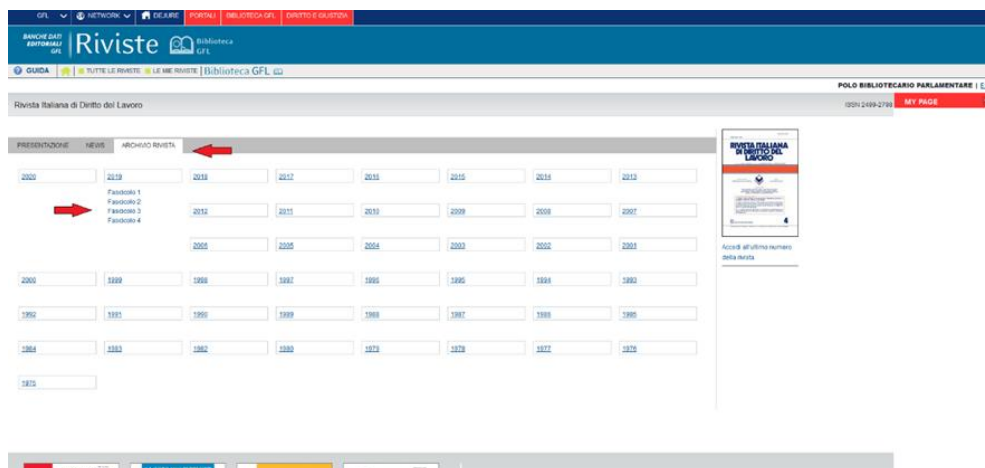 GFL NETWORK DEJURE PORTALI BIBLIOTECA GFL DIRITTO E GIUSTIZIA
BANCHE DATI EDITORIALI GFL Riviste Biblioteca GFL
GUIDA TUTTE LE RIVISTE LE MIE RIVISTE Biblioteca GFL
POLO BIBLIOTECARIO PARLAMENTARE |
Rivista Italiana di Diritto del Lavoro ISSN 2499-2798 MY PAGE
PRESENTAZIONE NEWS ARCHIVIO RIVISTA
2020 2019 2018 2017 2016 2015 2014 2013
Fascicolo 1
Fascicolo 2
Fascicolo 3
Fascicolo 4
2012 2011 2010 2009 2008 2007
2006 2005 2004 2003 2002 2001
2000 1999 1998 1997 1996 1995 1994 1993
1992 1991 1990 1989 1988 1987 1986 1985
1984 1983 1982 1980 1979 1978 1977 1976
1975
RIVISTA ITALIANA
DI DIRITTO DEL
LAVORO
4
Accedi all'ultimo numero
della rivista